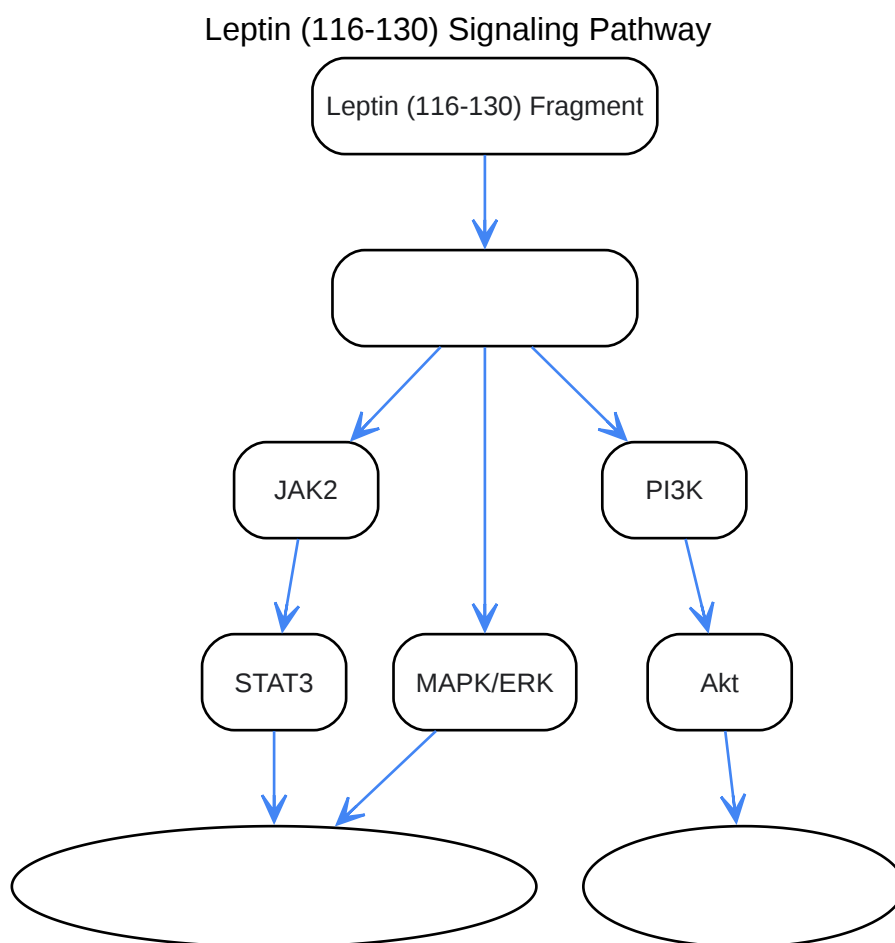 Leptin (116-130) Signaling Pathway
Leptin (116-130) Fragment
JAK2
PI3K
STAT3
MAPK/ERK
Akt